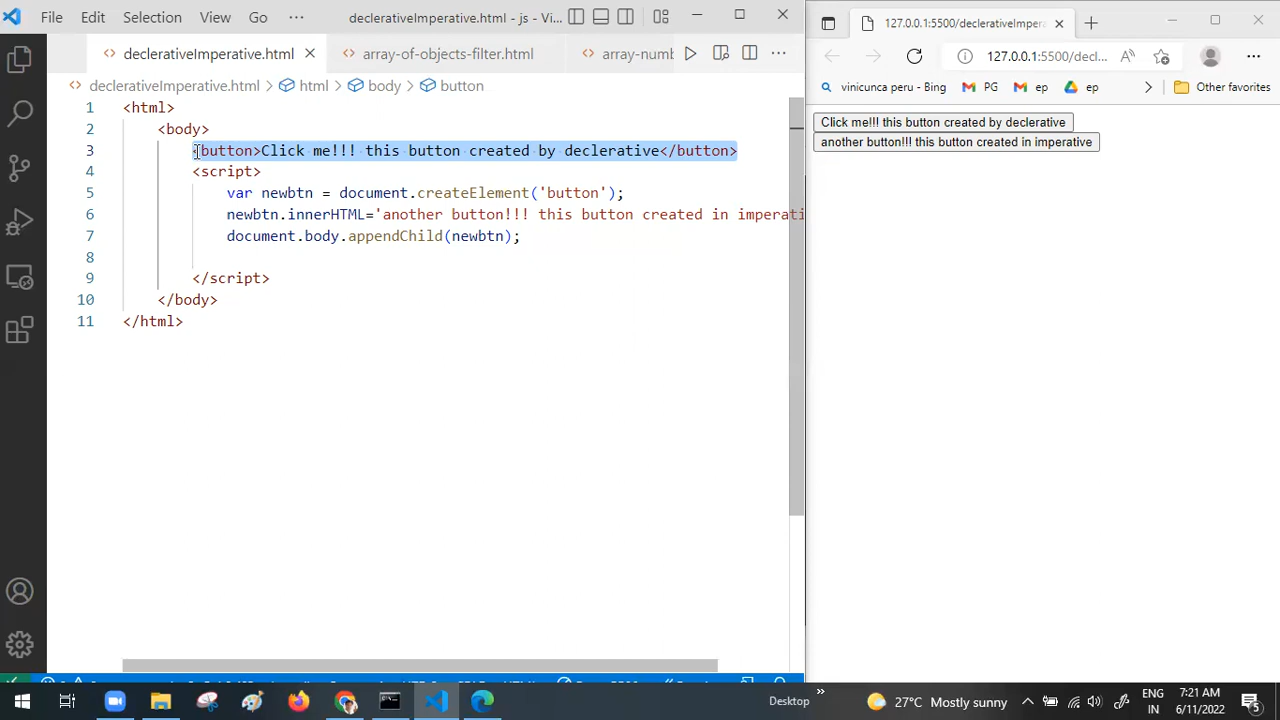 File Edit Selection View Go ··· declerativeImperative.html - js - Vi...
declerativeImperative.html array-of-objects-filter.html array-numb
declerativeImperative.html > html > body > button
1 <html>
2 <body>
3 <button>Click me!!! this button created by declerative</button>
4 <script>
5 var newbtn = document.createElement('button');
6 newbtn.innerHTML='another button!!! this button created in imperati
7 document.body.appendChild(newbtn);
8
9 </script>
10 </body>
11 </html>
127.0.0.1:5500/declerativeImpera
127.0.0.1:5500/decl...
vinicunca peru - Bing PG ep ep Other favorites
Click me!!! this button created by declerative
another button!!! this button created in imperative
Desktop
27°C Mostly sunny
ENG
IN
7:21 AM
6/11/2022
5